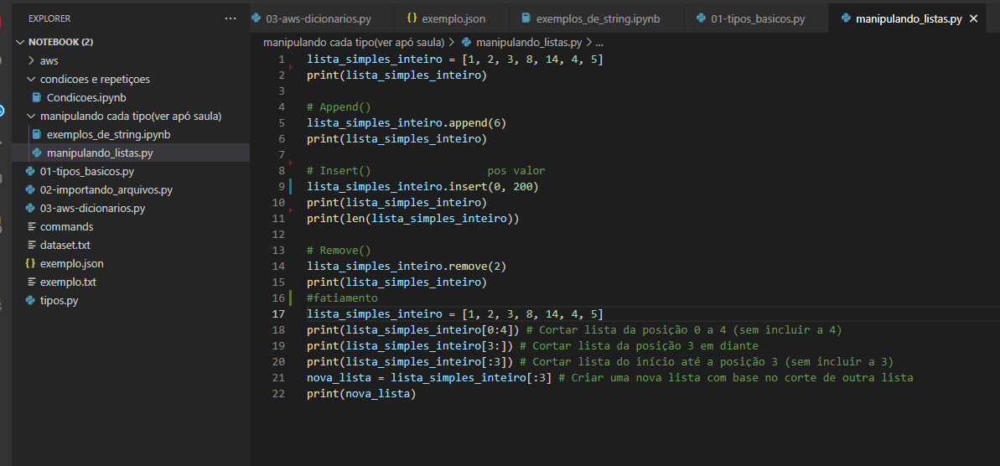 EXPLORER ...
NOTEBOOK (2)
aws
condicoes e repetiçoes
Condicoes.ipynb
manipulando cada tipo(ver apó saula)
exemplos_de_string.ipynb
manipulando_listas.py
01-tipos_basicos.py
02-importando_arquivos.py
03-aws-dicionarios.py
commands
dataset.txt
{} exemplo.json
exemplo.txt
tipos.py
03-aws-dicionarios.py {} exemplo.json exemplos_de_string.ipynb 01-tipos_basicos.py manipulando_listas.py ×
manipulando cada tipo(ver apó saula) > manipulando_listas.py > ...
1 lista_simples_inteiro = [1, 2, 3, 8, 14, 4, 5]
2 print(lista_simples_inteiro)
3
4 # Append()
5 lista_simples_inteiro.append(6)
6 print(lista_simples_inteiro)
7
8 # Insert()                  pos valor
9 lista_simples_inteiro.insert(0, 200)
10 print(lista_simples_inteiro)
11 print(len(lista_simples_inteiro))
12
13 # Remove()
14 lista_simples_inteiro.remove(2)
15 print(lista_simples_inteiro)
16 #fatiamento
17 lista_simples_inteiro = [1, 2, 3, 8, 14, 4, 5]
18 print(lista_simples_inteiro[0:4]) # Cortar lista da posição 0 a 4 (sem incluir a 4)
19 print(lista_simples_inteiro[3:]) # Cortar lista da posição 3 em diante
20 print(lista_simples_inteiro[:3]) # Cortar lista do início até a posição 3 (sem incluir a 3)
21 nova_lista = lista_simples_inteiro[:3] # Criar uma nova lista com base no corte de outra lista
22 print(nova_lista)